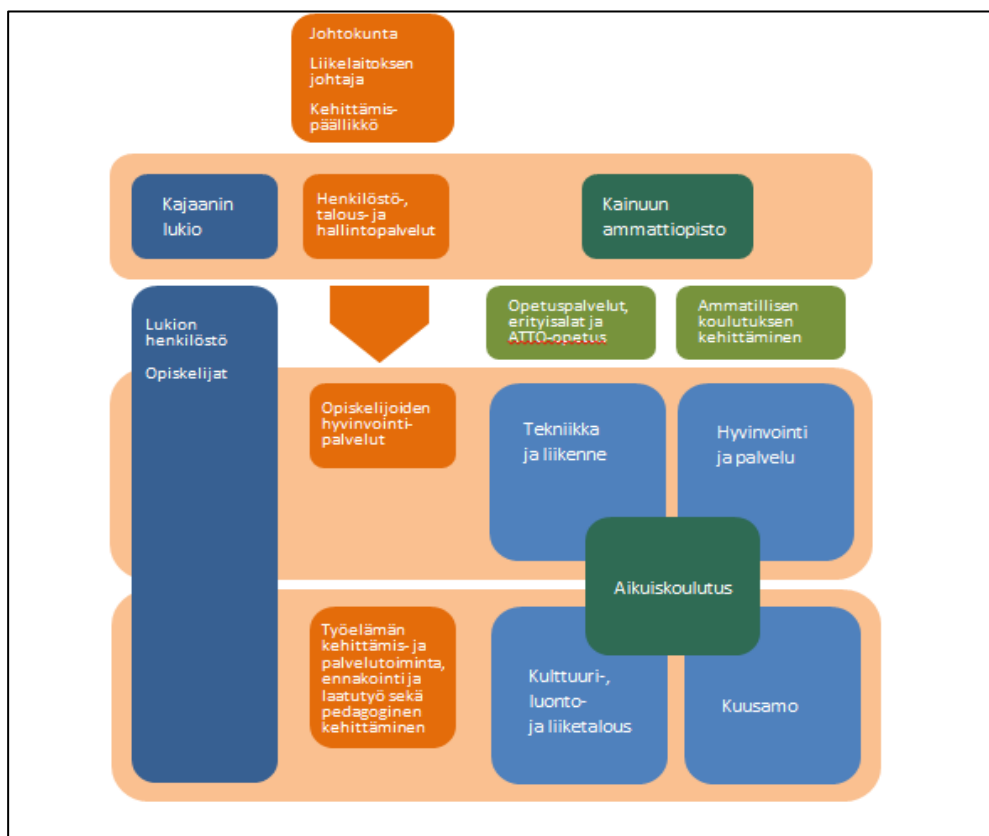 Johtokunta
Liikelaitoksen
johtaja
Kehittämis-
päällikkö
Kajaanin
lukio
Henkilöstö-,
talous- ja
hallintopalvelut
Kainuun
ammattiopisto
Lukion
henkilöstö
Opiskelijat
Opetuspalvelut,
erityisalat ja
ATTO-opetus
Ammatillisen
koulutuksen
kehittäminen
Opiskelijoiden
hyvinvointi-
palvelut
Tekniikka
ja liikenne
Hyvinvointi
ja palvelu
Aikuiskoulutus
Työelämän
kehittämis- ja
palvelutoiminta,
ennakointi ja
laatutyö sekä
pedagoginen
kehittäminen
Kulttuuri-,
luonto-
ja liiketalous
Kuusamo